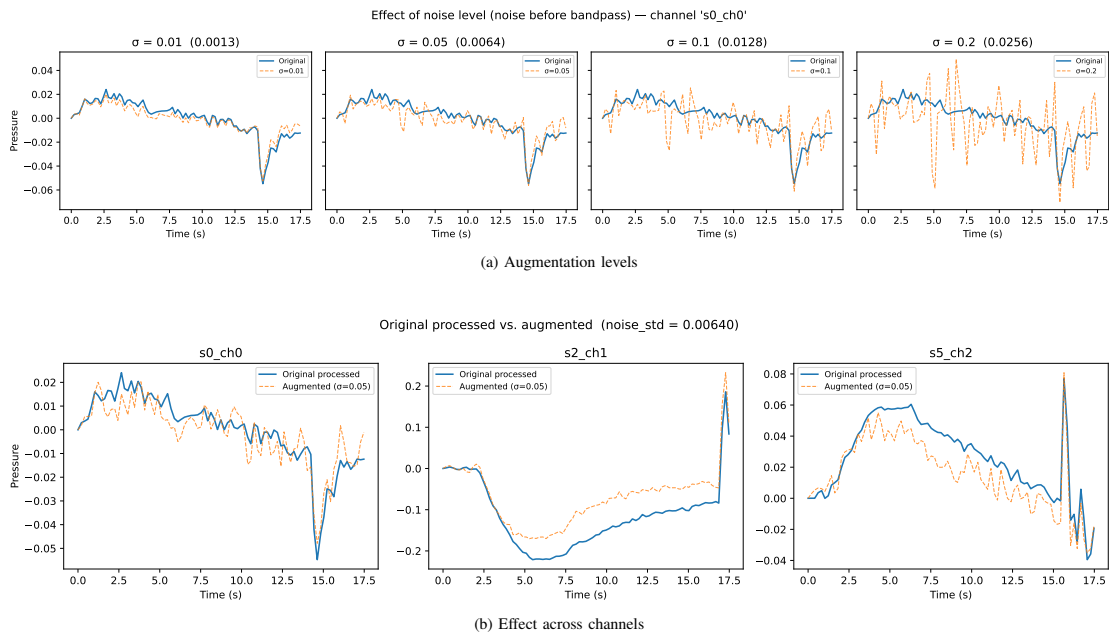 Effect of noise level (noise before bandpass) — channel 's0_ch0'
σ = 0.01 (0.0013)
σ = 0.05 (0.0064)
σ = 0.1 (0.0128)
σ = 0.2 (0.0256)
Original
σ=0.01
Original
σ=0.05
Original
σ=0.1
Original
σ=0.2
Pressure
0.04
0.02
0.00
−0.02
−0.04
−0.06
0.0 2.5 5.0 7.5 10.0 12.5 15.0 17.5
0.0 2.5 5.0 7.5 10.0 12.5 15.0 17.5
0.0 2.5 5.0 7.5 10.0 12.5 15.0 17.5
0.0 2.5 5.0 7.5 10.0 12.5 15.0 17.5
Time (s)
Time (s)
Time (s)
Time (s)
(a) Augmentation levels
Original processed vs. augmented (noise_std = 0.00640)
s0_ch0
s2_ch1
s5_ch2
Original processed
Augmented (σ=0.05)
Original processed
Augmented (σ=0.05)
Original processed
Augmented (σ=0.05)
Pressure
0.02
0.01
0.00
−0.01
−0.02
−0.03
−0.04
−0.05
0.2
0.1
0.0
−0.1
−0.2
0.08
0.06
0.04
0.02
0.00
−0.02
−0.04
0.0 2.5 5.0 7.5 10.0 12.5 15.0 17.5
0.0 2.5 5.0 7.5 10.0 12.5 15.0 17.5
0.0 2.5 5.0 7.5 10.0 12.5 15.0 17.5
Time (s)
Time (s)
Time (s)
(b) Effect across channels